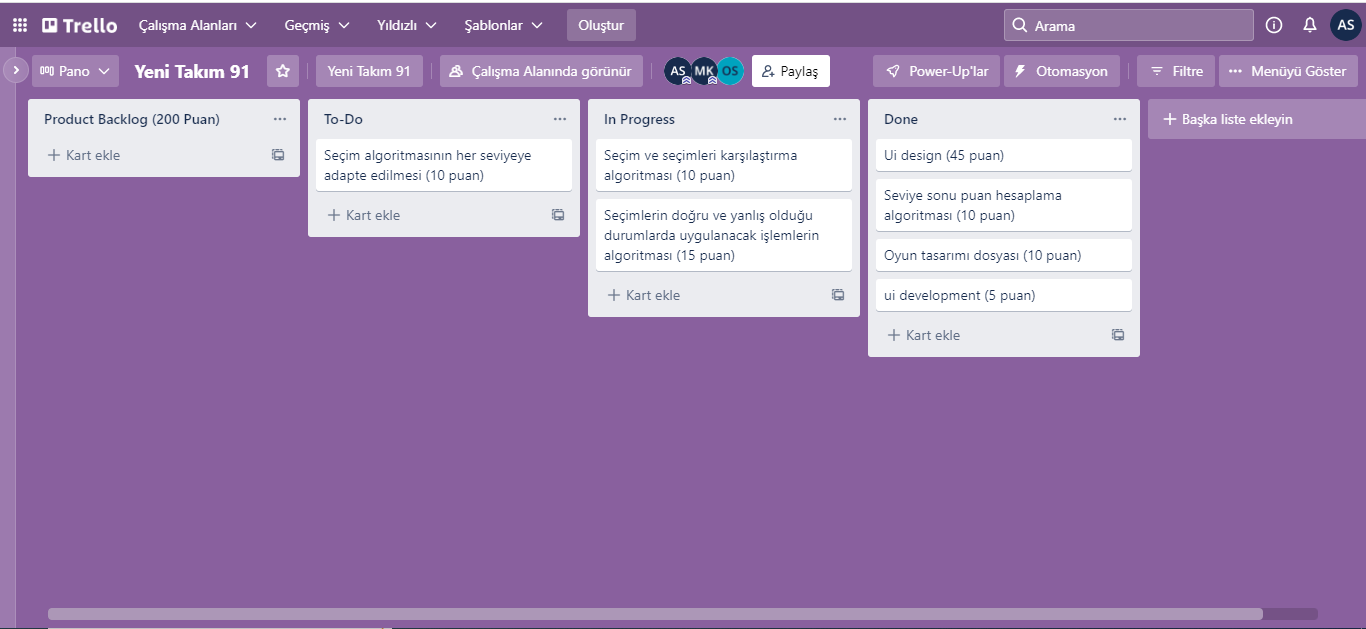 Trello
Çalışma Alanları
Geçmiş
Yıldızlı
Şablonlar
Oluştur
Arama
AS
Pano
Yeni Takım 91
Yeni Takım 91
Çalışma Alanında görünür
AS
MK
OS
Paylaş
Power-Up'lar
Otomasyon
Filtre
Menüyü Göster
Product Backlog (200 Puan)
Kart ekle
To-Do
Seçim algoritmasının her seviyeye
adapte edilmesi (10 puan)
Kart ekle
In Progress
Seçim ve seçimleri karşılaştırma
algoritması (10 puan)
Seçimlerin doğru ve yanlış olduğu
durumlarda uygulanacak işlemlerin
algoritması (15 puan)
Kart ekle
Done
Ui design (45 puan)
Seviye sonu puan hesaplama
algoritması (10 puan)
Oyun tasarımı dosyası (10 puan)
ui development (5 puan)
Kart ekle
Başka liste ekleyin